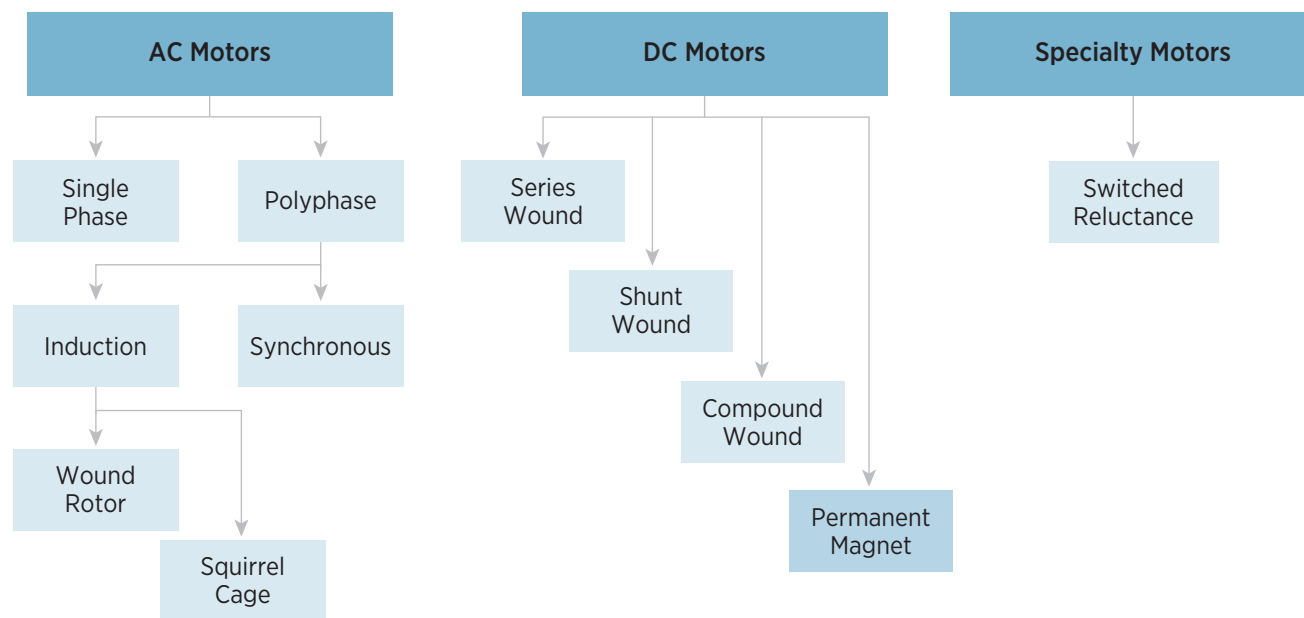 AC Motors
DC Motors
Specialty Motors
Single
Phase
Polyphase
Series
Wound
Switched
Reluctance
Shunt
Wound
Induction
Synchronous
Compound
Wound
Wound
Rotor
Permanent
Magnet
Squirrel
Cage